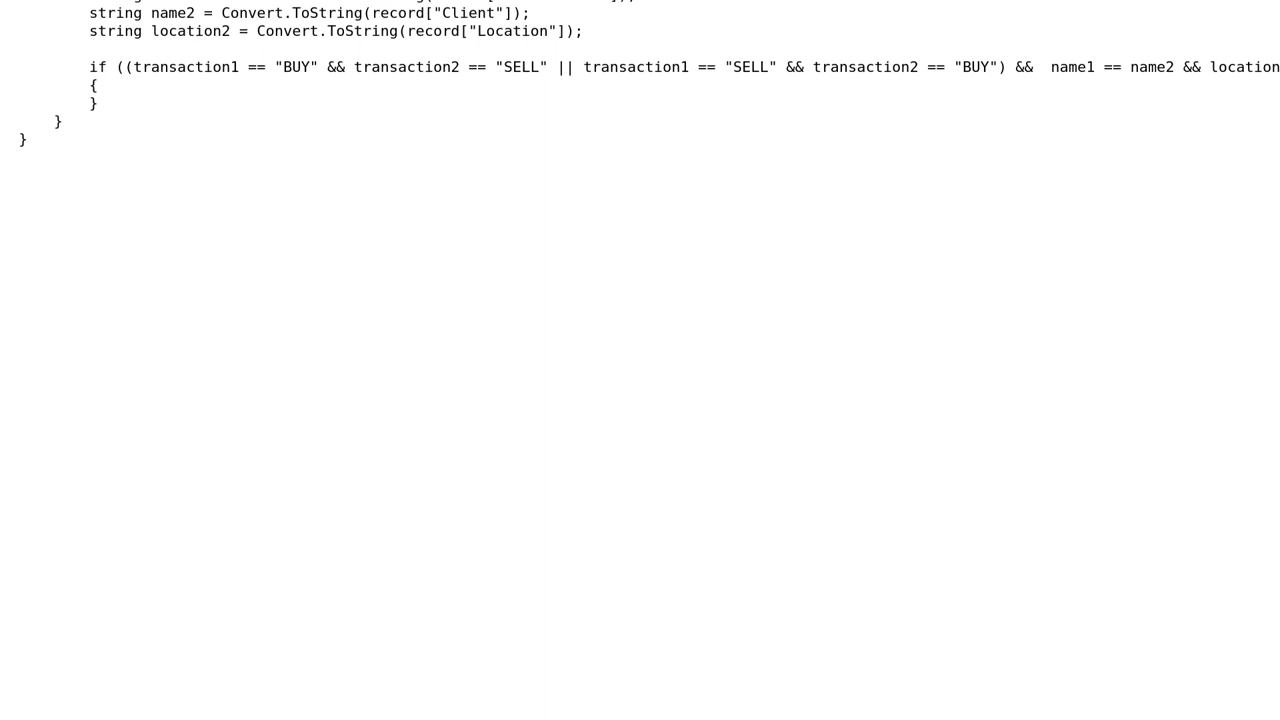 string name2 = Convert.ToString(record["Client"]);
string location2 = Convert.ToString(record["Location"]);
if ((transaction1 == "BUY" && transaction2 == "SELL" || transaction1 == "SELL" && transaction2 == "BUY") &&  name1 == name2 && location
{
}
}
}